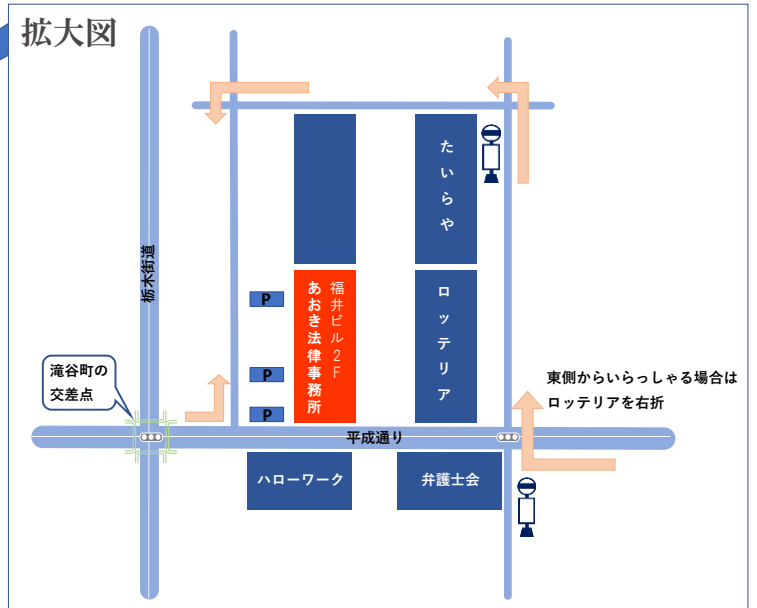 拡大図
たいらや
栃木街道
P
福井ビル2F
あおき法律事務所
ロッテリア
P
滝谷町の
交差点
東側からいらっしゃる場合は
ロッテリアを右折
P
平成通り
ハローワーク
弁護士会